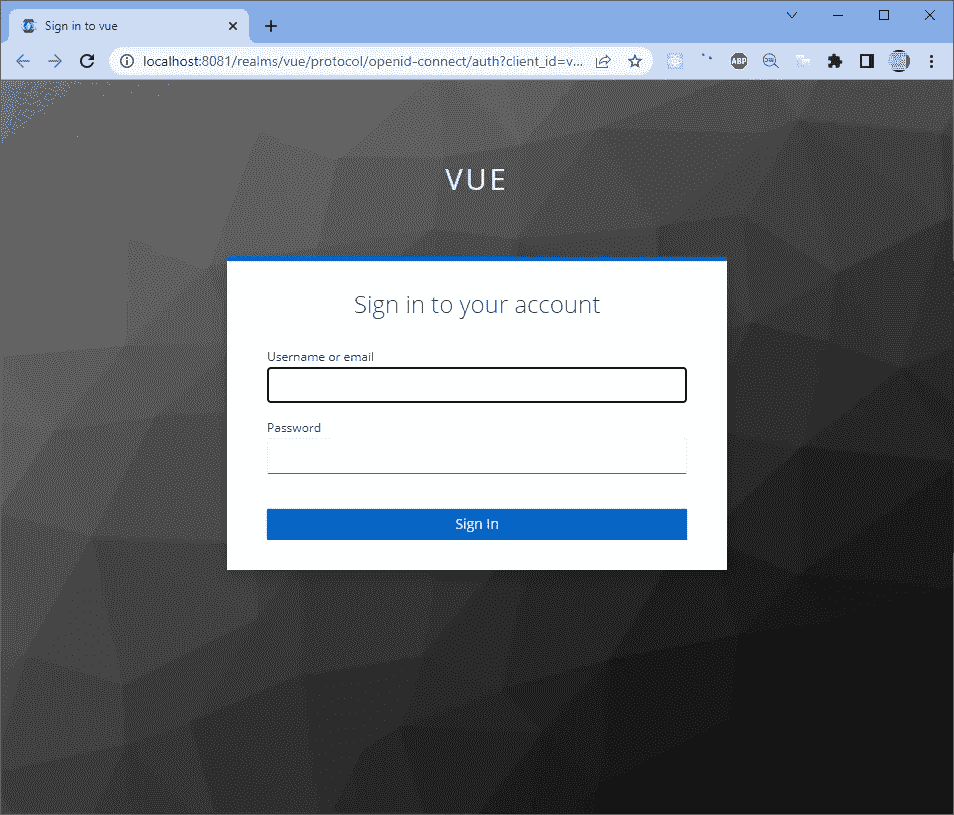 Sign in to vue
localhost:8081/realms/vue/protocol/openid-connect/auth?client_id=v...
ABP
VUE
Sign in to your account
Username or email
Password
Sign In